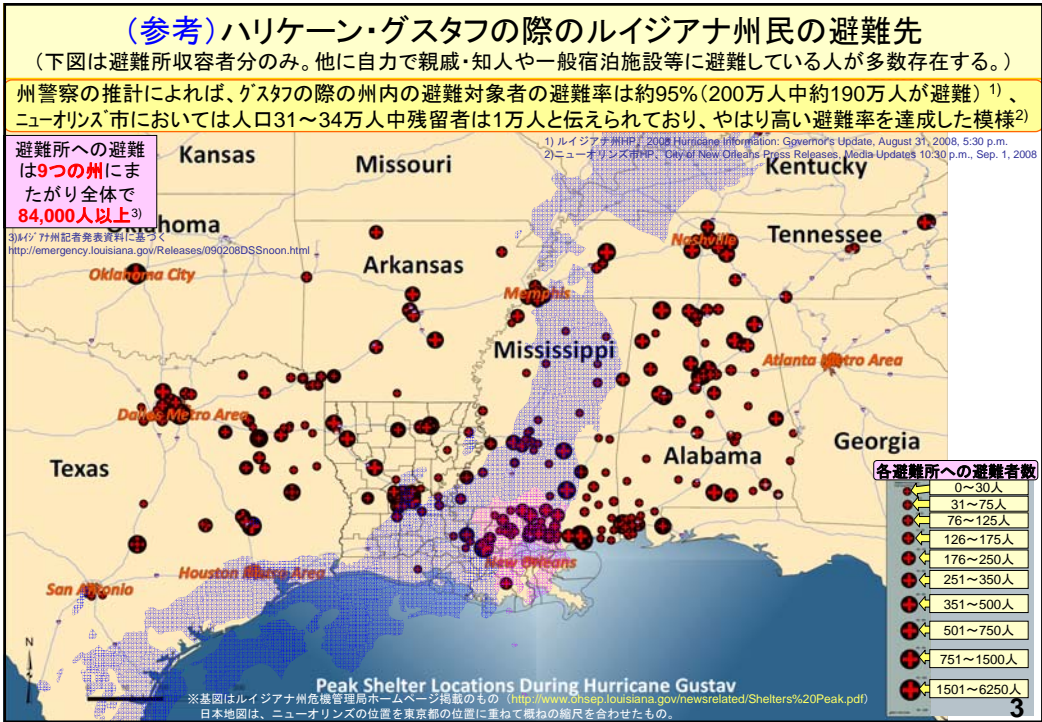 (参考)ハリケーン・グスタフの際のルイジアナ州民の避難先
(下図は避難所収容者分のみ。他に自力で親戚・知人や一般宿泊施設等に避難している人が多数存在する。)
州警察の推計によれば、グスタフの際の州内の避難対象者の避難率は約95%(200万人中約190万人が避難) 1) 、
ニューオリンズ市においては人口31~34万人中残留者は1万人と伝えられており、やはり高い避難率を達成した模様2)
1) ルイジアナ州HP, 2008 Hurricane Information: Governor's Update, August 31, 2008, 5:30 p.m.
2)ニューオリンズ市HP, City of New Orleans Press Releases, Media Updates 10:30 p.m., Sep. 1, 2008
避難所への避難
は9つの州にま
たがり全体で
84,000人以上3)
3)ルイジアナ州記者発表資料に基づく
http://emergency.louisiana.gov/Releases/090208DSSnoon.html
Kansas
Missouri
Kentucky
Oklahoma
Oklahoma City
Arkansas
Nashville
Tennessee
Memphis
Mississippi
Atlanta Metro Area
Dallas Metro Area
Texas
Alabama
Georgia
New Orleans
Houston Metro Area
San Antonio
各避難所への避難者数
0~30人
31~75人
76~125人
126~175人
176~250人
251~350人
351~500人
501~750人
751~1500人
1501~6250人
N
Peak Shelter Locations During Hurricane Gustav
※基図はルイジアナ州危機管理局ホームページ掲載のもの (http://www.ohsep.louisiana.gov/newsrelated/Shelters%20Peak.pdf)
日本地図は、ニューオリンズの位置を東京都の位置に重ねて概ねの縮尺を合わせたもの。
3